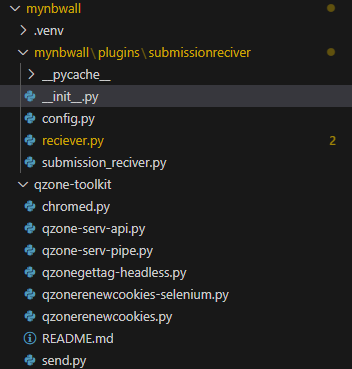 mynbwall
.venv
mynbwall\plugins\submissionreciver
__pycache__
__init__.py
config.py
reciever.py 2
submission_reciver.py
qzone-toolkit
chromed.py
qzone-serv-api.py
qzone-serv-pipe.py
qzonegettag-headless.py
qzonerenewcookies-selenium.py
qzonerenewcookies.py
README.md
send.py